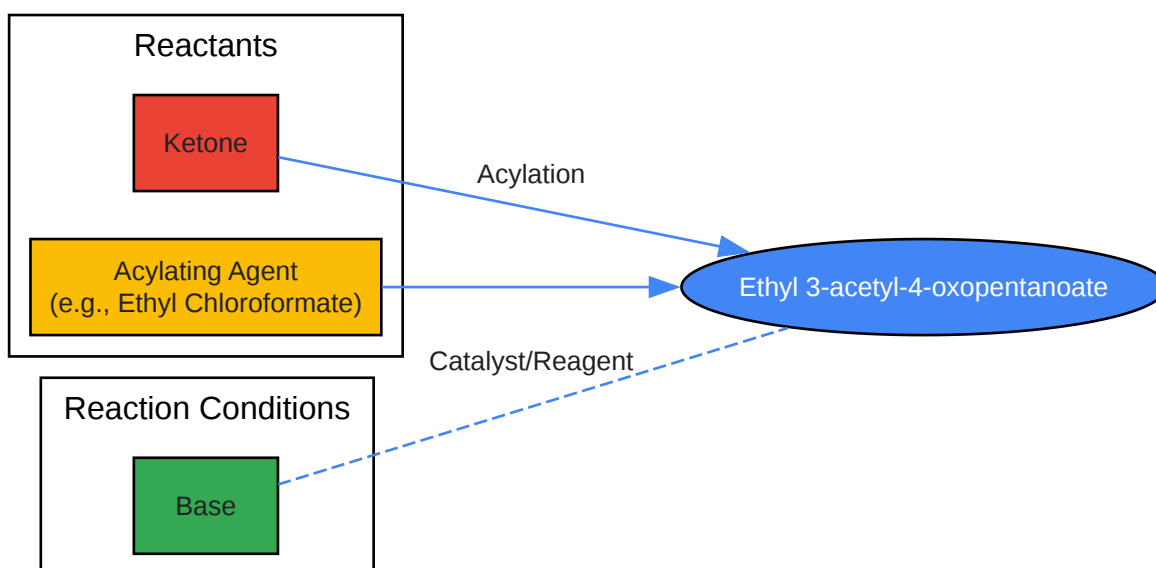 Reactants
Ketone
Acylation
Acylating Agent
(e.g., Ethyl Chloroformate)
Ethyl 3-acetyl-4-oxopentanoate
Catalyst/Reagent
Reaction Conditions
Base